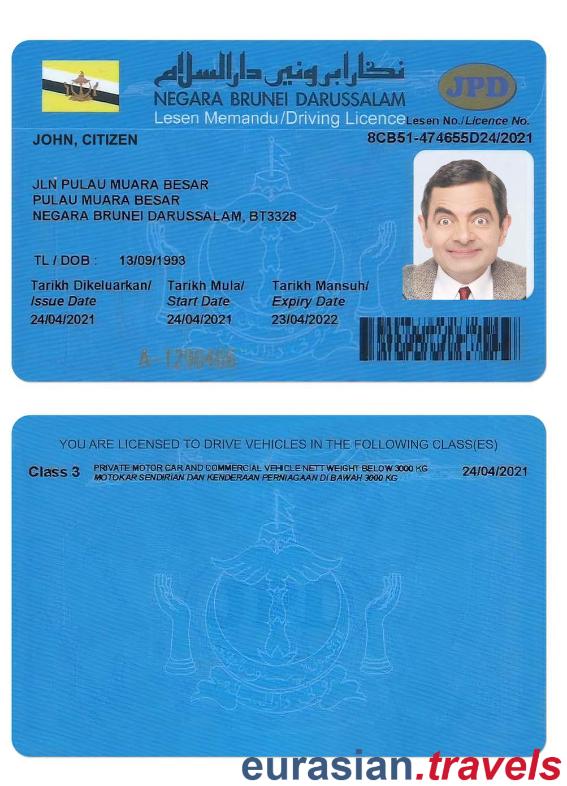 نڬارا بروني دارالسلام
NEGARA BRUNEI DARUSSALAM
Lesen Memandu/Driving Licence
JPD
Lesen No./Licence No.
8CB51-474655D24/2021
JOHN, CITIZEN
JLN PULAU MUARA BESAR
PULAU MUARA BESAR
NEGARA BRUNEI DARUSSALAM, BT3328
TL / DOB : 13/09/1993
Tarikh Dikeluarkan/ Tarikh Mula/ Tarikh Mansuh/
Issue Date Start Date Expiry Date
24/04/2021 24/04/2021 23/04/2022
YOU ARE LICENSED TO DRIVE VEHICLES IN THE FOLLOWING CLASS(ES)
Class 3 PRIVATE MOTOR CAR AND COMMERCIAL VEHICLE NETT WEIGHT BELOW 3000 KG 24/04/2021
MOTOKAR SENDIRIAN DAN KENDERAAN PERNIAGAAN DI BAWAH 3000 KG
eurasian.travels